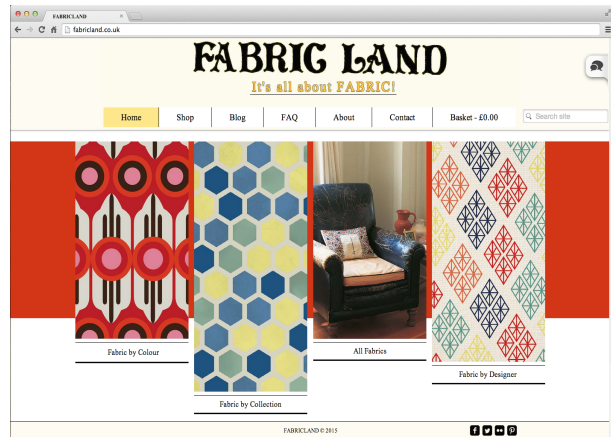 FABRICLAND
fabricland.co.uk
FABRIC LAND
It's all about FABRIC!
Home Shop Blog FAQ About Contact Basket - £0.00 Search site
Fabric by Colour
Fabric by Collection
All Fabrics
Fabric by Designer
FABRICLAND © 2015